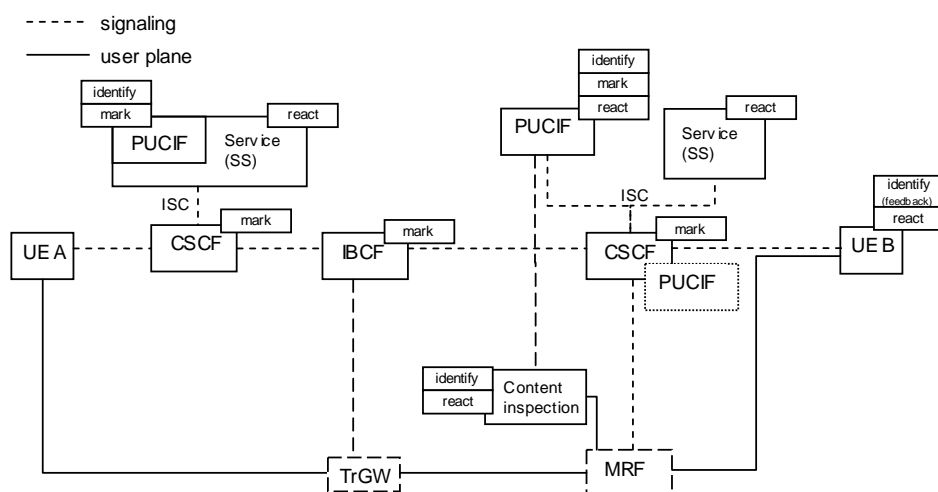 signaling
user plane
identify
mark
react
PUCIF
Service
(SS)
ISC
identify
mark
react
PUCIF
react
Service
(SS)
ISC
identify
(feedback)
react
UE A
CSCF
mark
IBCF
mark
CSCF
mark
PUCIF
UE B
identify
react
Content
inspection
TrGW
MRF